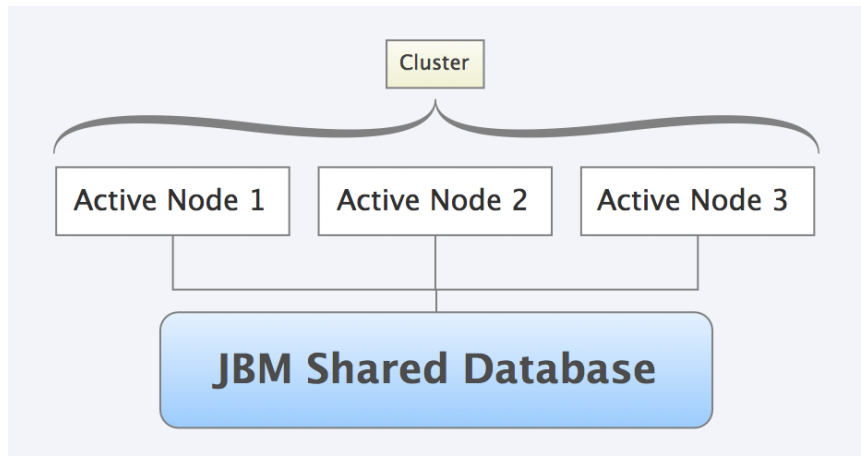 Cluster
Active Node 1
Active Node 2
Active Node 3
JBM Shared Database